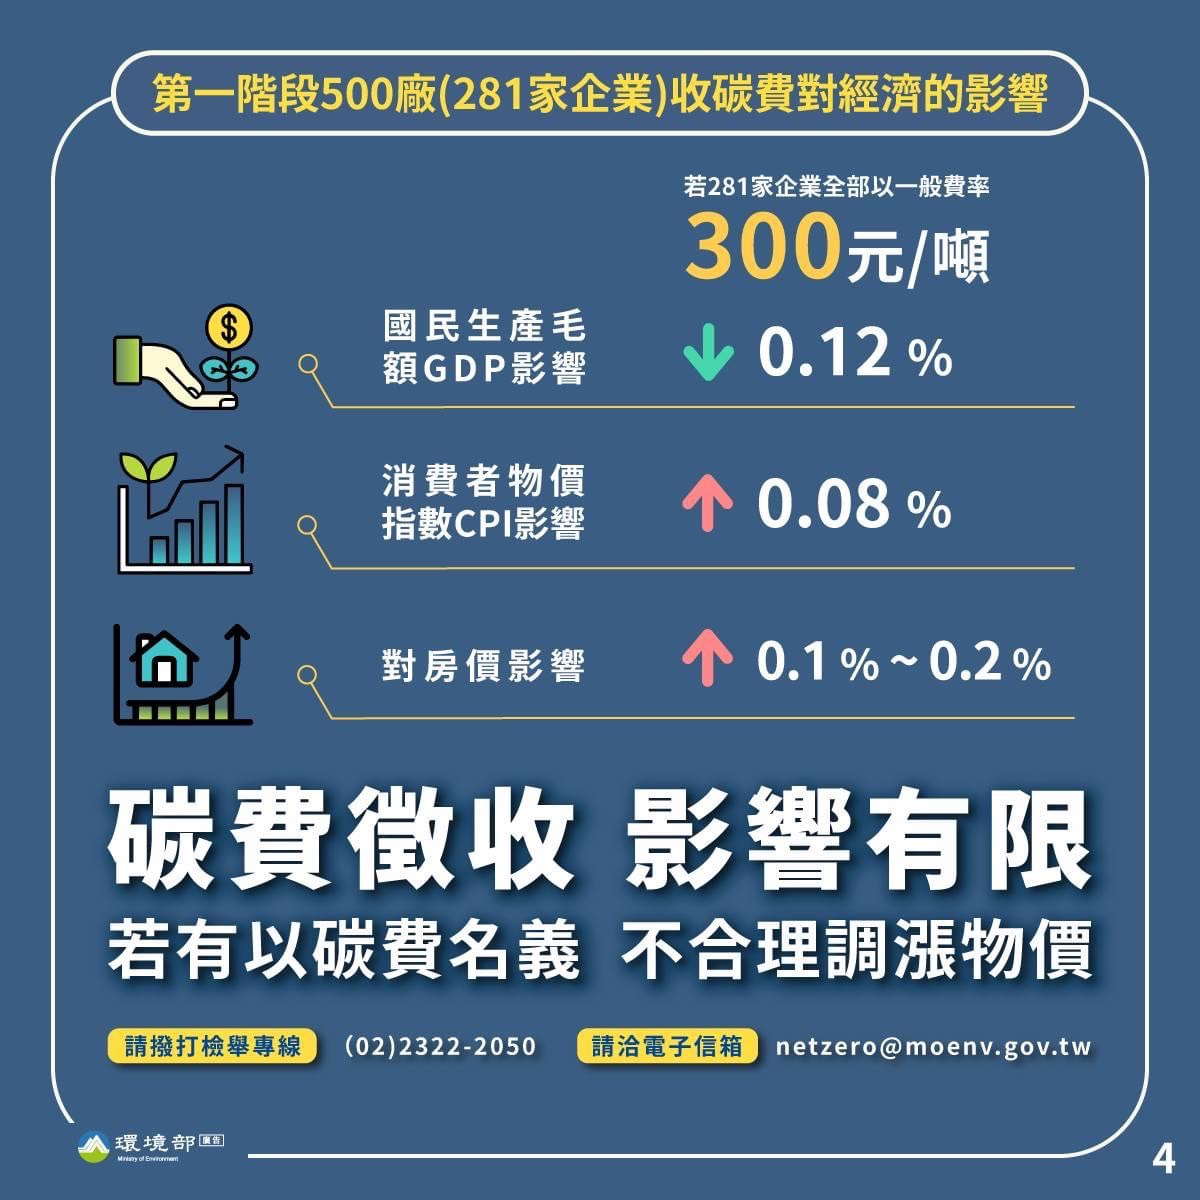 第一階段500廠(281家企業)收碳費對經濟的影響
若281家企業全部以一般費率
300元/噸
$
國民生產毛
額GDP影響
0.12 %
消費者物價
指數CPI影響
0.08 %
對房價影響
0.1 % ~ 0.2 %
碳費徵收 影響有限
若有以碳費名義 不合理調漲物價
請撥打檢舉專線 (02)2322-2050 請洽電子信箱 netzero@moenv.gov.tw
環境部 廣告
Ministry of Environment
4